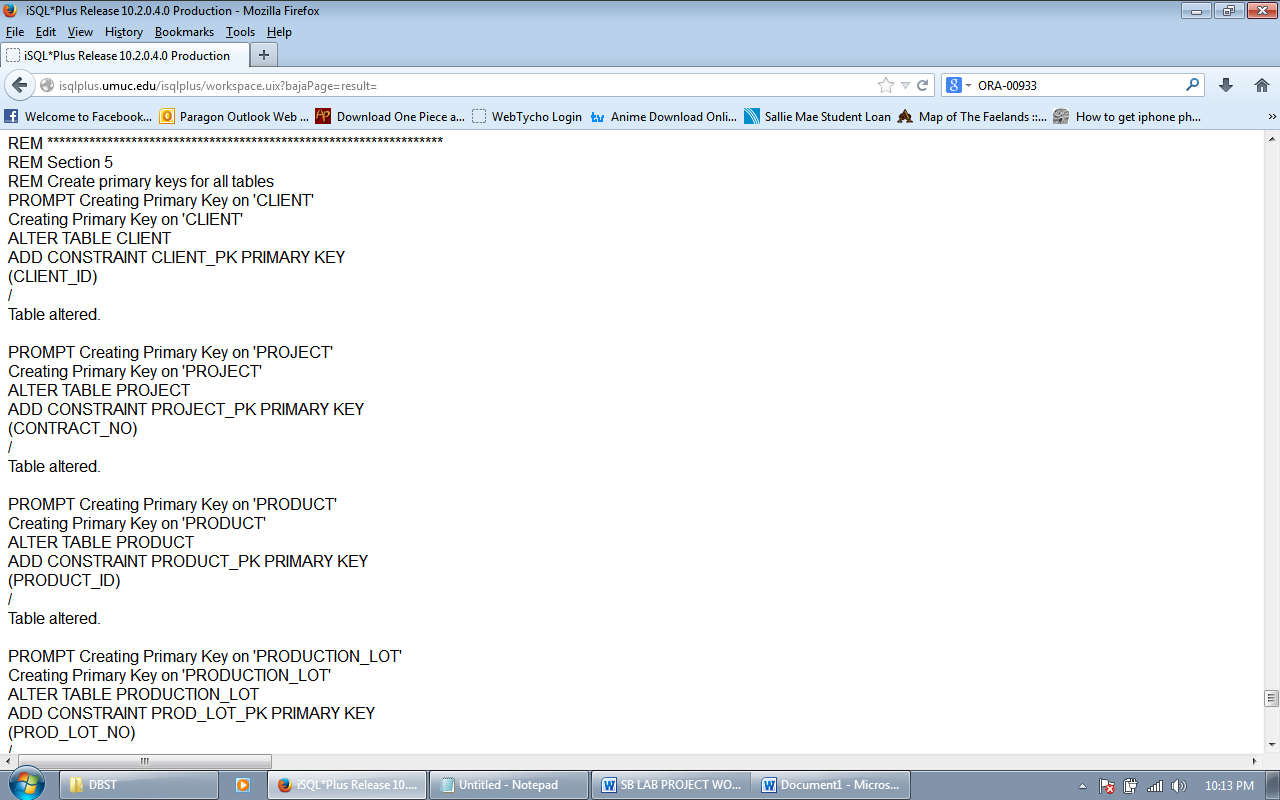 iSQL*Plus Release 10.2.0.4.0 Production - Mozilla Firefox
File Edit View History Bookmarks Tools Help
iSQL*Plus Release 10.2.0.4.0 Production
isqlplus.umuc.edu/isqlplus/workspace.uix?bajaPage=result=
ORA-00933
Welcome to Facebook... Paragon Outlook Web ... Download One Piece a... WebTycho Login Anime Download Onli... Sallie Mae Student Loan Map of The Faelands ::... How to get iphone ph...
REM ******************************************************************
REM Section 5
REM Create primary keys for all tables
PROMPT Creating Primary Key on 'CLIENT'
Creating Primary Key on 'CLIENT'
ALTER TABLE CLIENT
ADD CONSTRAINT CLIENT_PK PRIMARY KEY
(CLIENT_ID)
/
Table altered.
PROMPT Creating Primary Key on 'PROJECT'
Creating Primary Key on 'PROJECT'
ALTER TABLE PROJECT
ADD CONSTRAINT PROJECT_PK PRIMARY KEY
(CONTRACT_NO)
/
Table altered.
PROMPT Creating Primary Key on 'PRODUCT'
Creating Primary Key on 'PRODUCT'
ALTER TABLE PRODUCT
ADD CONSTRAINT PRODUCT_PK PRIMARY KEY
(PRODUCT_ID)
/
Table altered.
PROMPT Creating Primary Key on 'PRODUCTION_LOT'
Creating Primary Key on 'PRODUCTION_LOT'
ALTER TABLE PRODUCTION_LOT
ADD CONSTRAINT PROD_LOT_PK PRIMARY KEY
(PROD_LOT_NO)
/
DBST iSQL*Plus Release 10.... Untitled - Notepad SB LAB PROJECT WO... Document1 - Micros... 10:13 PM